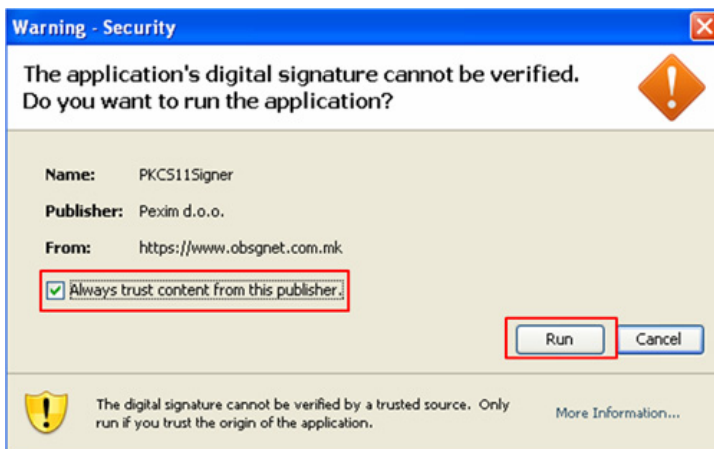 Warning - Security
The application's digital signature cannot be verified.
Do you want to run the application?
Name: PKCS11Signer
Publisher: Pexim d.o.o.
From: https://www.obsgnet.com.mk
Always trust content from this publisher.
Run Cancel
The digital signature cannot be verified by a trusted source. Only
run if you trust the origin of the application.
More Information...